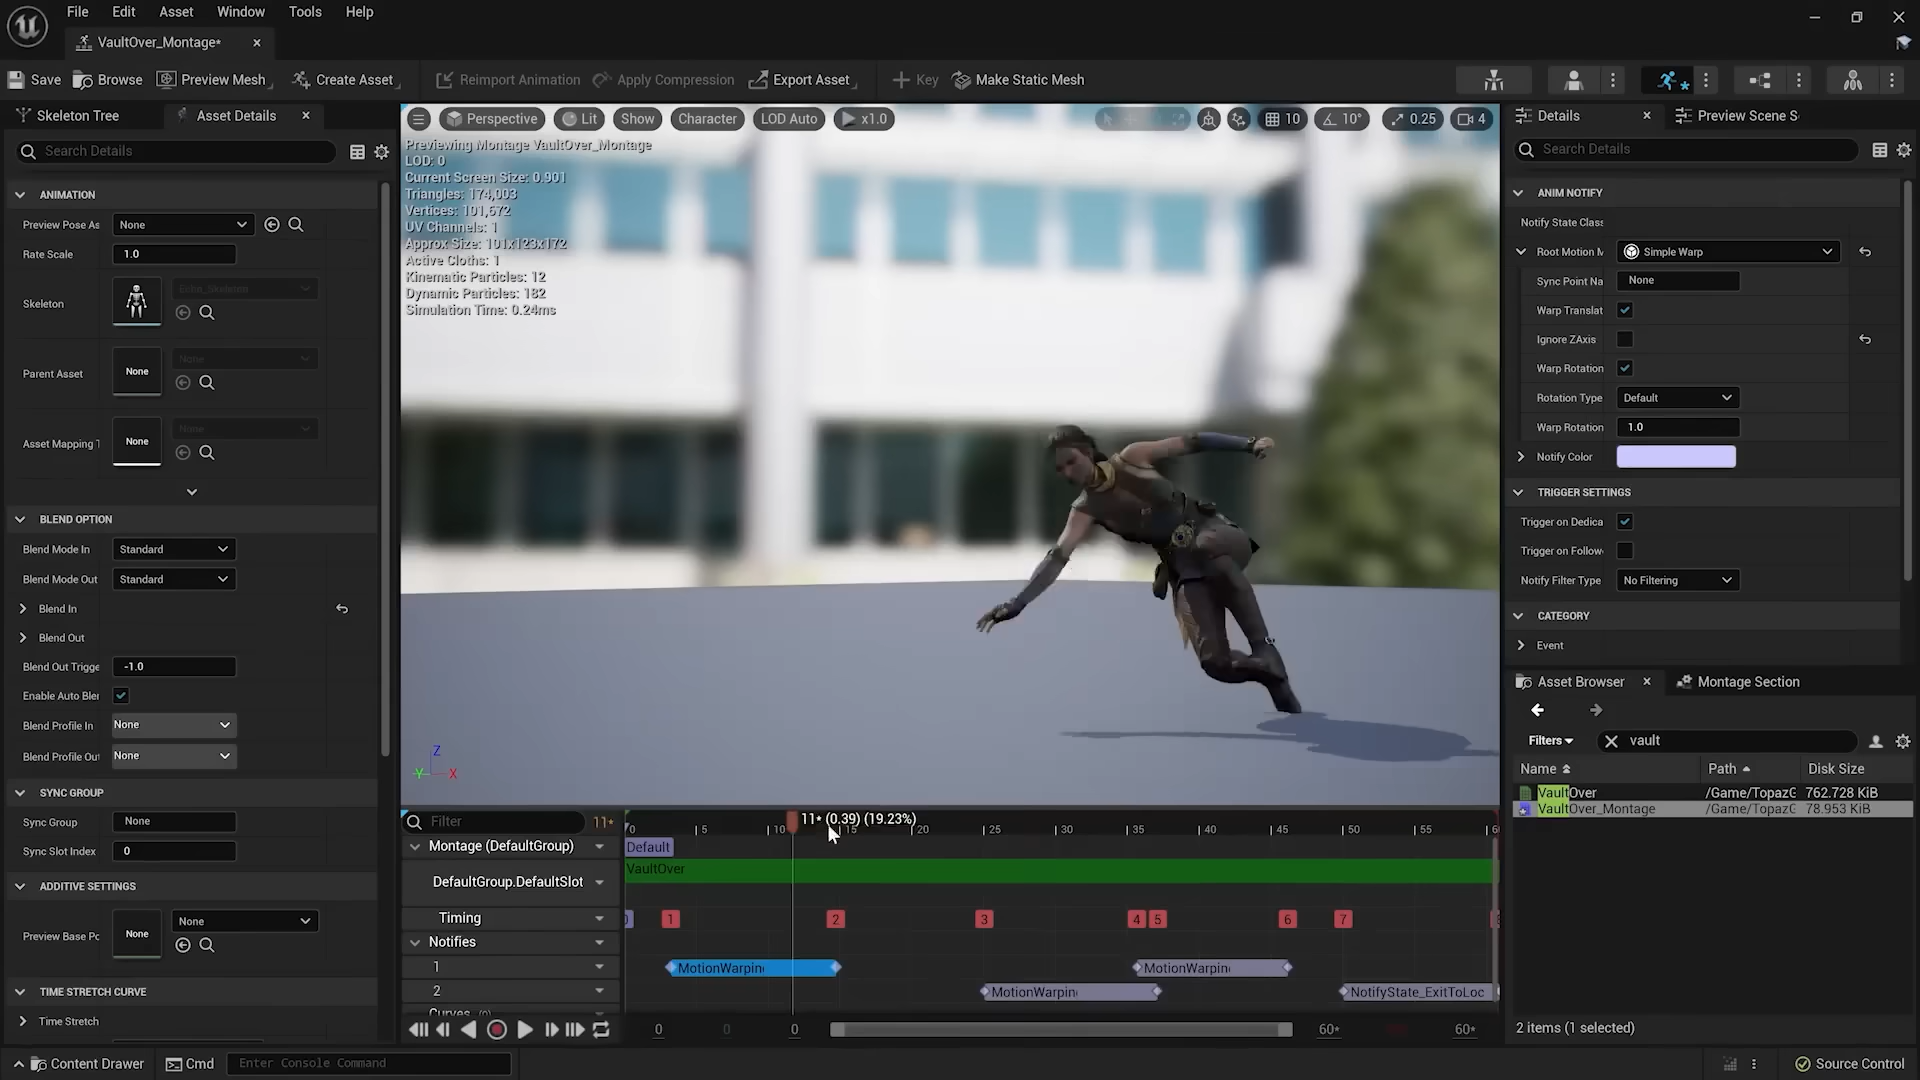 File Edit Asset Window Tools Help
VaultOver_Montage*
Save Browse Preview Mesh Create Asset Reimport Animation Apply Compression Export Asset Key Make Static Mesh
Skeleton Tree Asset Details
Search Details
ANIMATION
Preview Pose As None
Rate Scale 1.0
Skeleton Echo_Skeleton
Parent Asset None None
Asset Mapping T None None
BLEND OPTION
Blend Mode In Standard
Blend Mode Out Standard
Blend In
Blend Out
Blend Out Trigge -1.0
Enable Auto Bler
Blend Profile In None
Blend Profile Out None
SYNC GROUP
Sync Group None
Sync Slot Index 0
ADDITIVE SETTINGS
Preview Base Po None None
TIME STRETCH CURVE
Time Stretch
Perspective Lit Show Character LOD Auto x1.0 10 10° 0.25 4
Previewing Montage VaultOver_Montage
LOD: 0
Current Screen Size: 0.901
Triangles: 174,003
Vertices: 101,672
UV Channels: 1
Approx Size: 101x123x172
Active Cloths: 1
Kinematic Particles: 12
Dynamic Particles: 182
Simulation Time: 0.24ms
Z
Y X
Filter 11*
11* (0.39) (19.23%)
0 5 10 15 20 25 30 35 40 45 50 55 60
Montage (DefaultGroup) Default
VaultOver
DefaultGroup.DefaultSlot
Timing 1 2 3 4 5 6 7
Notifies
1 MotionWarpin MotionWarpin
2 MotionWarpin NotifyState_ExitToLoc
Curves (0)
0 0 0 60* 60*
Details Preview Scene S
Search Details
ANIM NOTIFY
Notify State Class
Root Motion M Simple Warp
Sync Point Na None
Warp Translat
Ignore ZAxis
Warp Rotation
Rotation Type Default
Warp Rotation 1.0
Notify Color
TRIGGER SETTINGS
Trigger on Dedica
Trigger on Follow
Notify Filter Type No Filtering
CATEGORY
Event
Asset Browser Montage Section
Filters vault
Name Path Disk Size
VaultOver /Game/TopazC 762.728 KiB
VaultOver_Montage /Game/TopazC 78.953 KiB
2 items (1 selected)
Content Drawer Cmd Enter Console Command Source Control